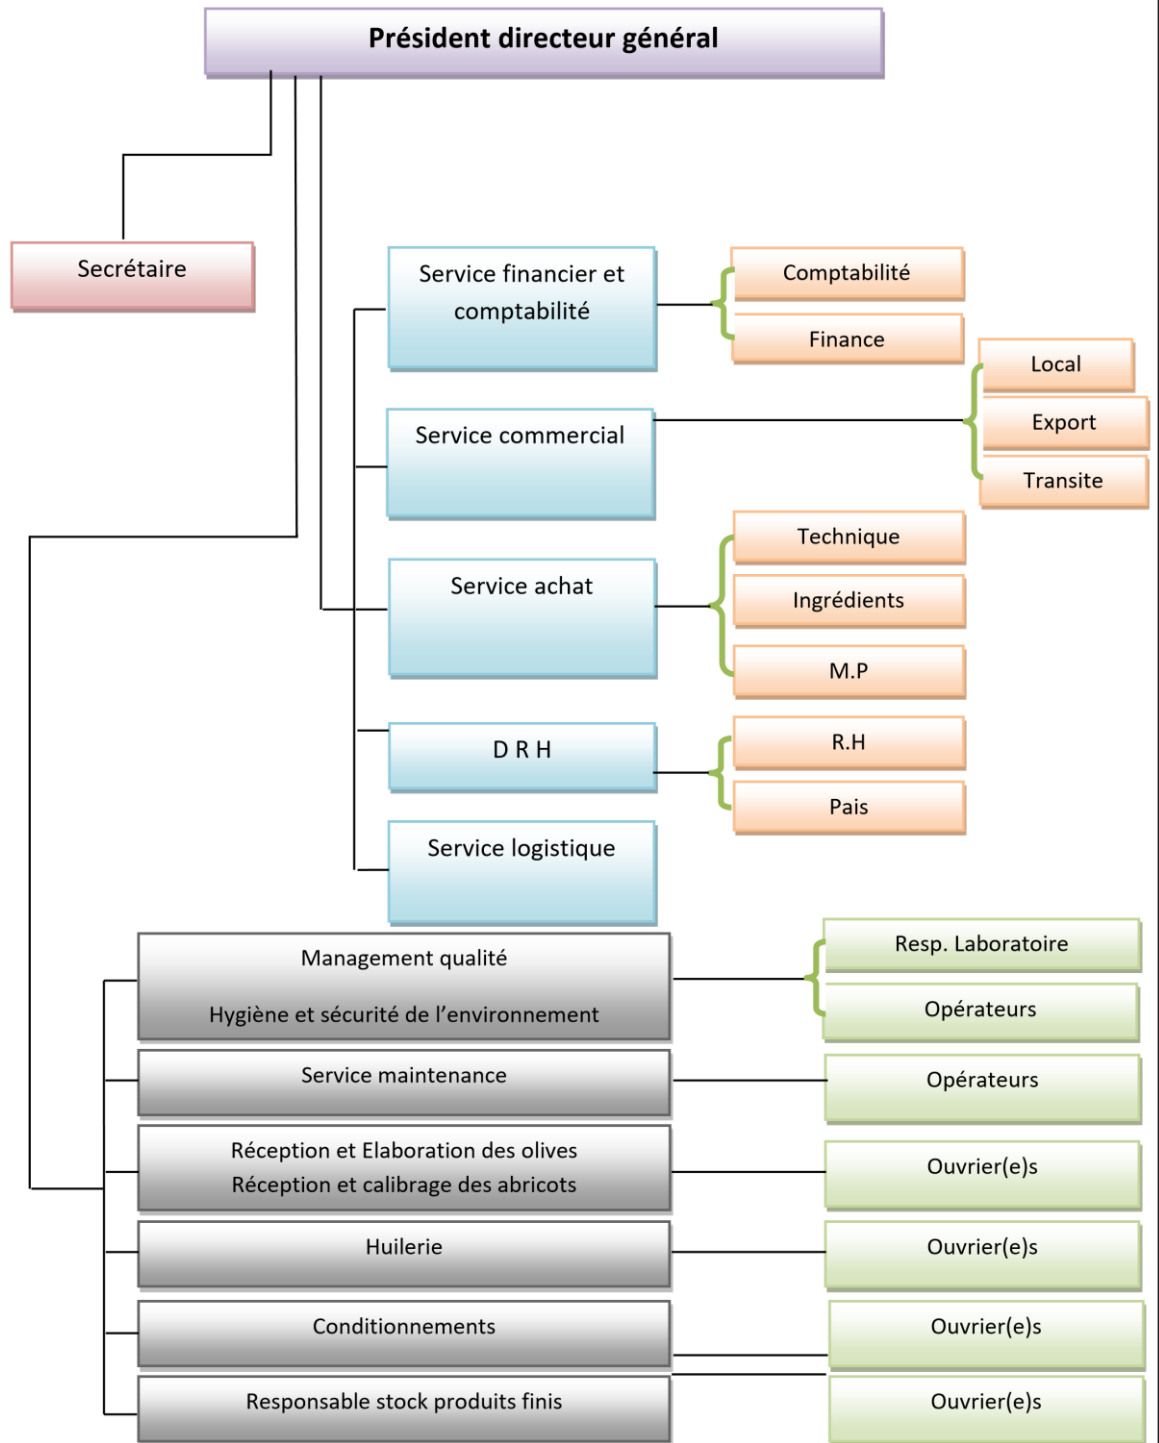 Président directeur général
Secrétaire
Service financier et
comptabilité
Comptabilité
Finance
Service commercial
Local
Export
Transite
Service achat
Technique
Ingrédients
M.P
D R H
R.H
Pais
Service logistique
Management qualité
Hygiène et sécurité de l’environnement
Resp. Laboratoire
Opérateurs
Service maintenance
Opérateurs
Réception et Elaboration des olives
Réception et calibrage des abricots
Ouvrier(e)s
Huilerie
Ouvrier(e)s
Conditionnements
Ouvrier(e)s
Responsable stock produits finis
Ouvrier(e)s